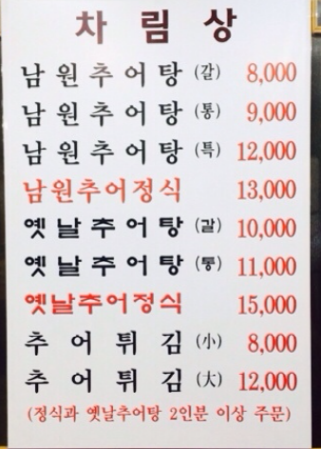 차림상
남원추어탕 (갈) 8,000
남원추어탕 (통) 9,000
남원추어탕 (특) 12,000
남원추어정식 13,000
옛날추어탕 (갈) 10,000
옛날추어탕 (통) 11,000
옛날추어정식 15,000
추어튀김 (小) 8,000
추어튀김 (大) 12,000
(정식과 옛날추어탕 2인분 이상 주문)